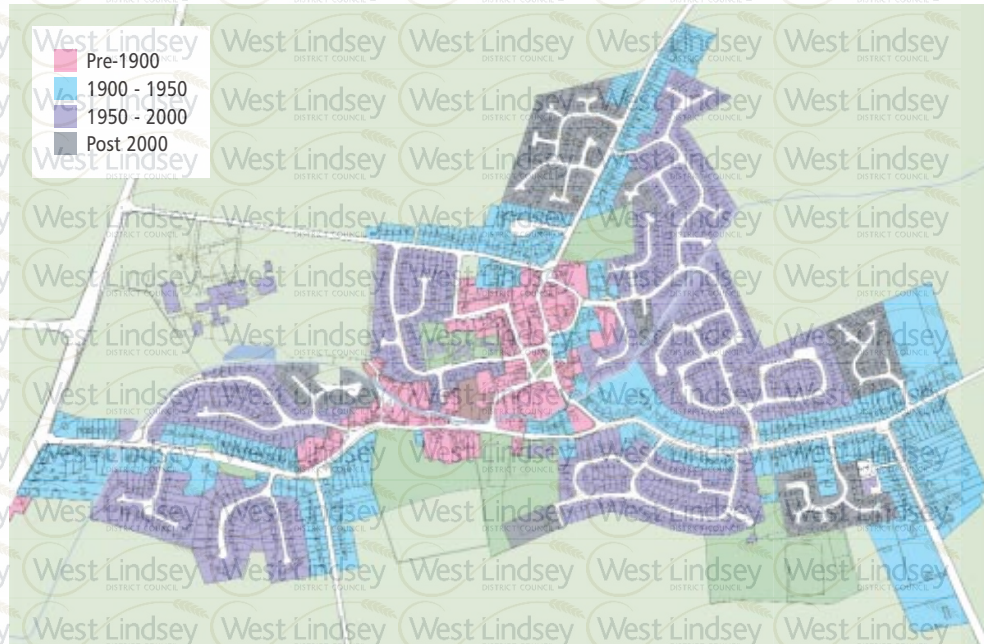 Pre-1900
1900 - 1950
1950 - 2000
Post 2000
West Lindsey
DISTRICT COUNCIL